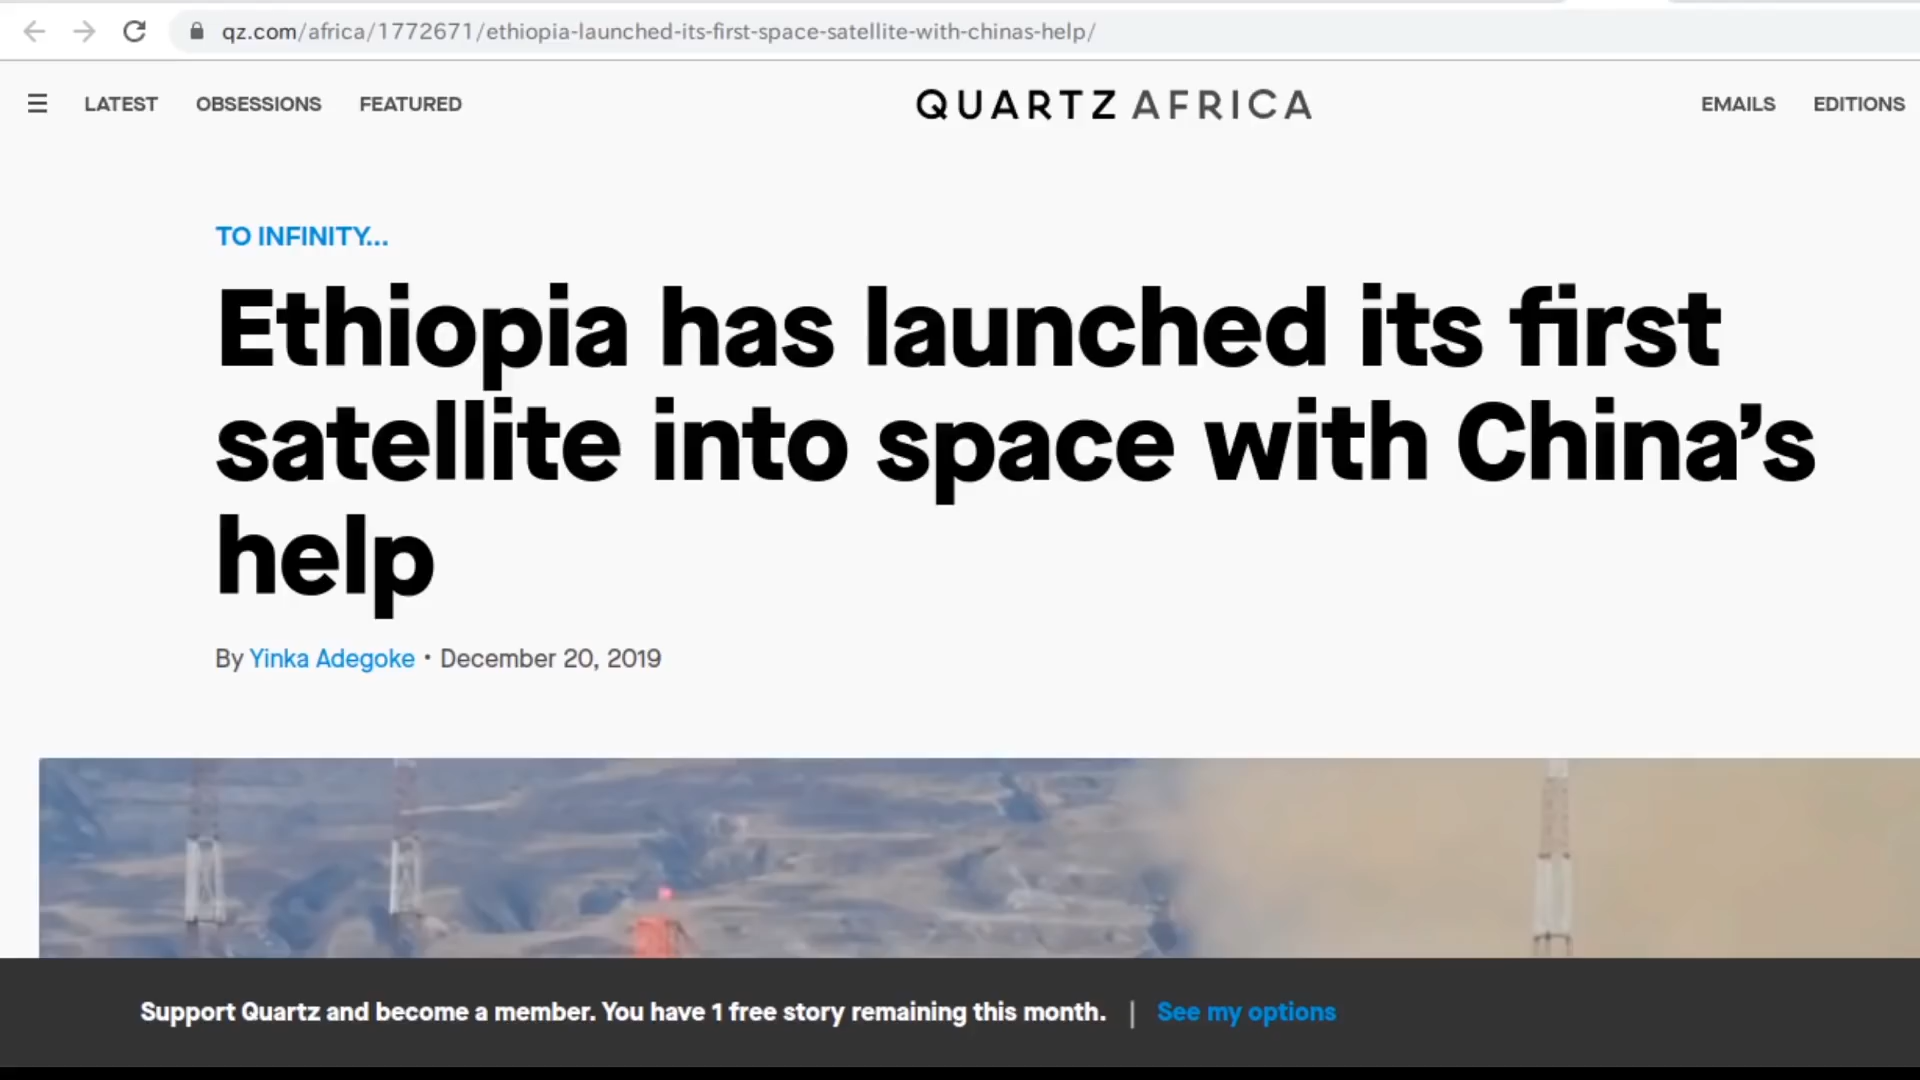 qz.com/africa/1772671/ethiopia-launched-its-first-space-satellite-with-chinas-help/
LATEST OBSESSIONS FEATURED QUARTZ AFRICA EMAILS EDITIONS
TO INFINITY...
Ethiopia has launched its first
satellite into space with China’s
help
By Yinka Adegoke • December 20, 2019
Support Quartz and become a member. You have 1 free story remaining this month. | See my options